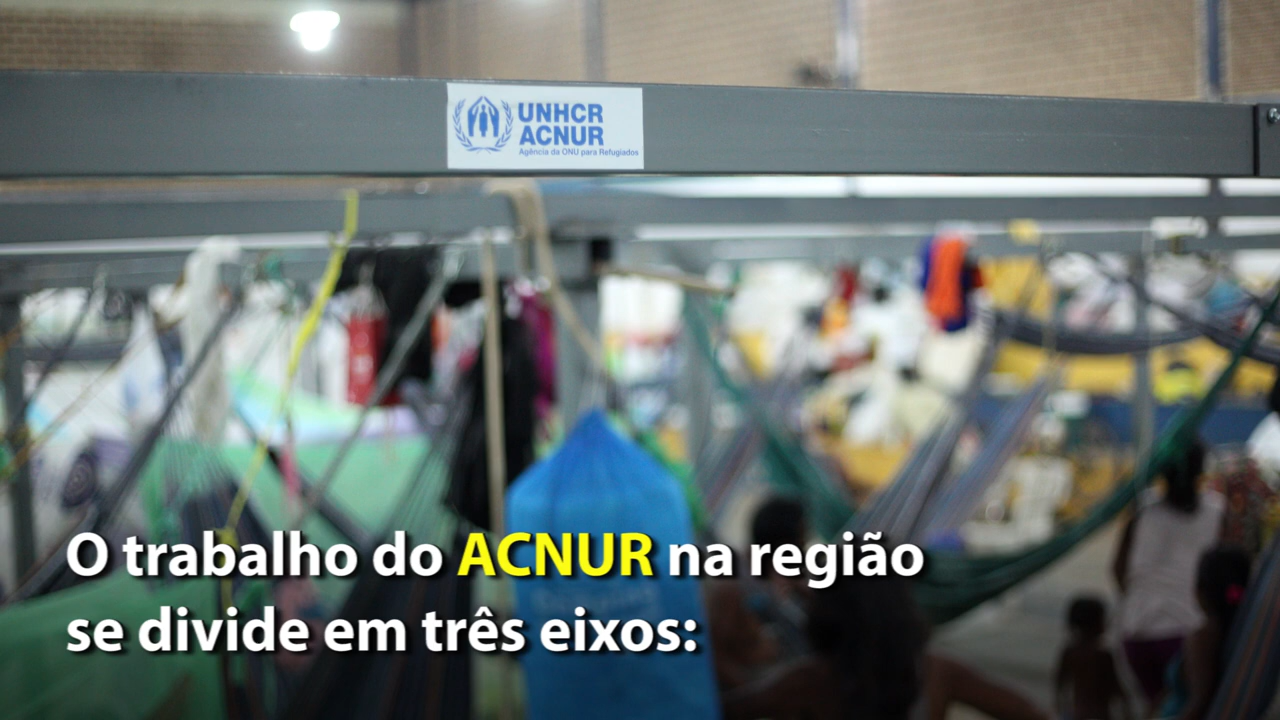 UNHCR
ACNUR
Agência da ONU para Refugiados
O trabalho do ACNUR na região
se divide em três eixos: